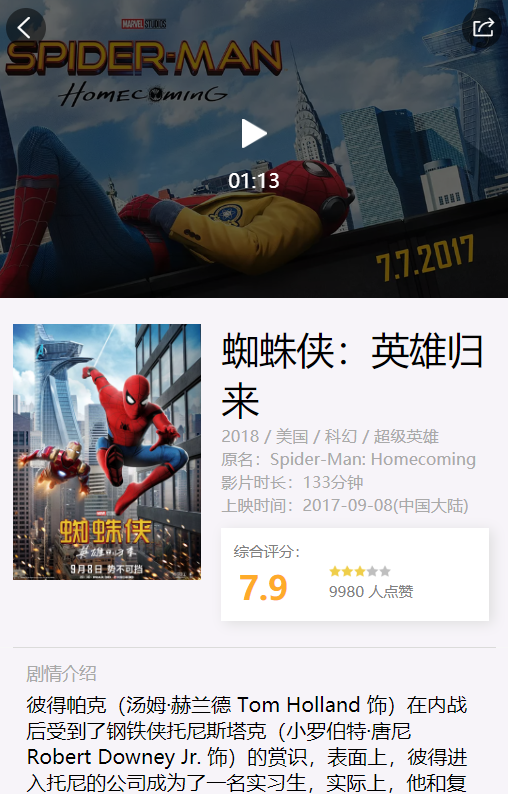 MARVEL STUDIOS
SPIDER-MAN
HOMECOMING
01:13
7.7.2017
蜘蛛侠
英雄归来
9月8日 势不可挡
蜘蛛侠：英雄归
来
2018 / 美国 / 科幻 / 超级英雄
原名：Spider-Man: Homecoming
影片时长：133分钟
上映时间：2017-09-08(中国大陆)
综合评分：
7.9
9980 人点赞
剧情介绍
彼得帕克（汤姆·赫兰德 Tom Holland 饰）在内战
后受到了钢铁侠托尼斯塔克（小罗伯特·唐尼
Robert Downey Jr. 饰）的赏识，表面上，彼得进
入托尼的公司成为了一名实习生，实际上，他和复